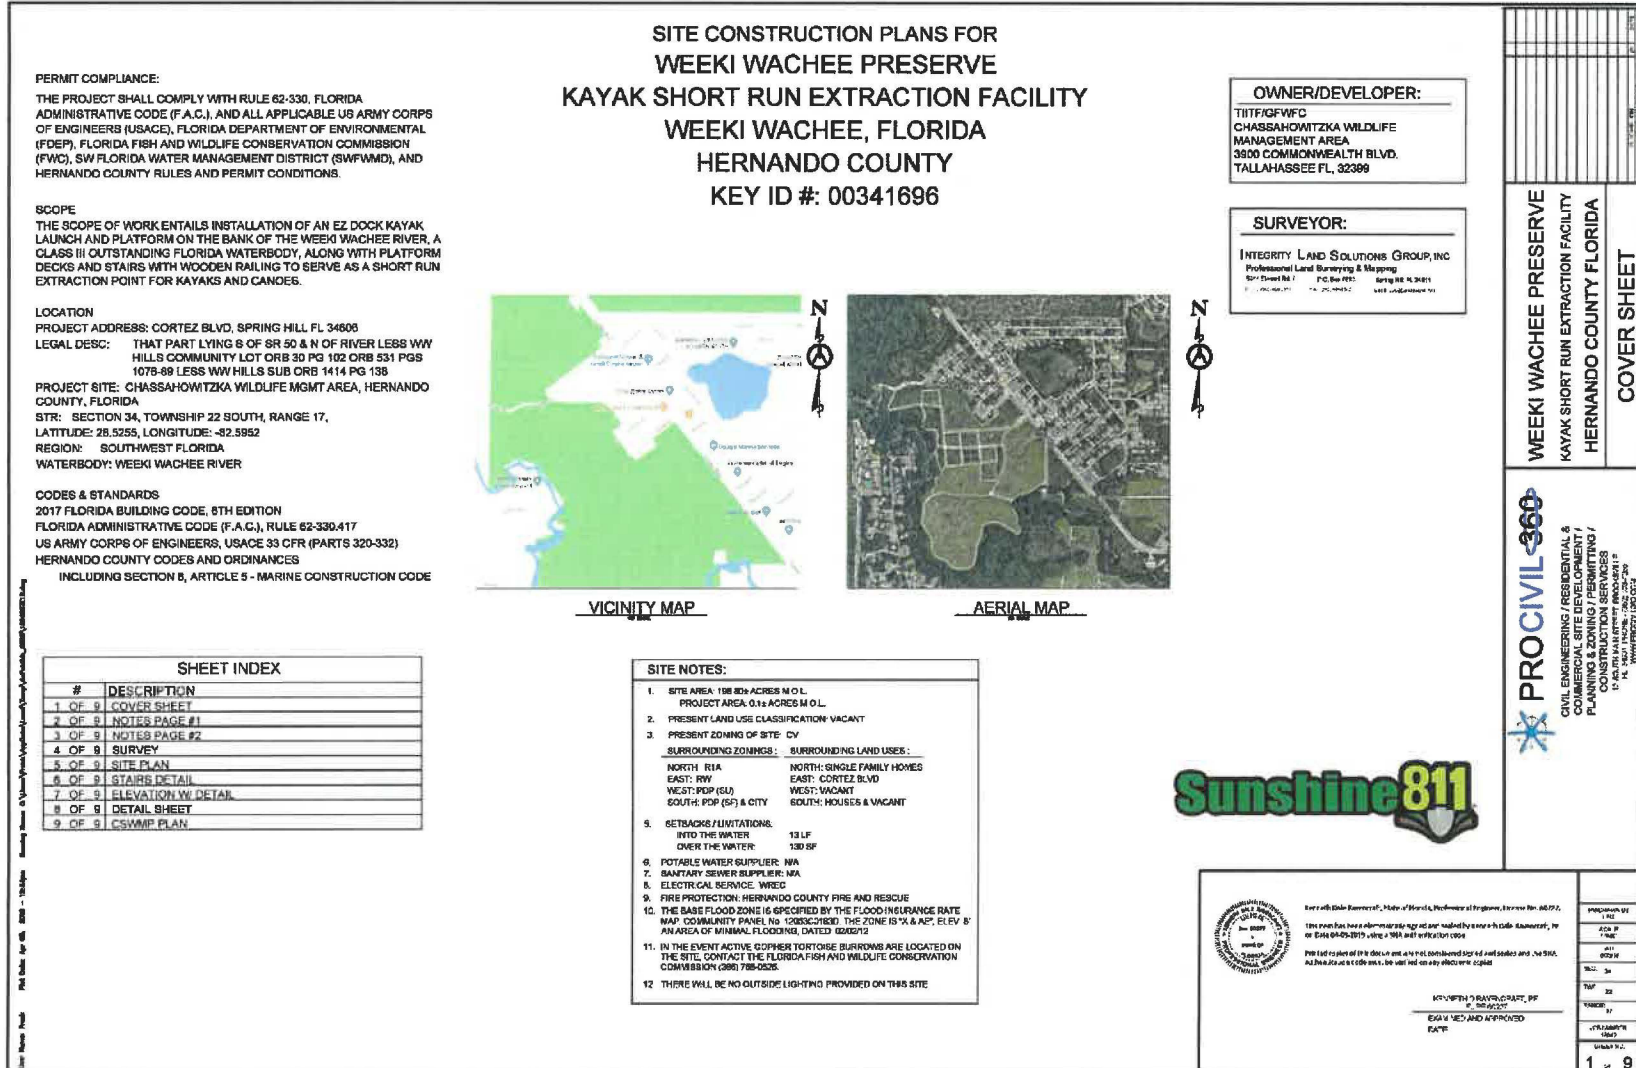 SITE CONSTRUCTION PLANS FOR
WEEKI WACHEE PRESERVE
KAYAK SHORT RUN EXTRACTION FACILITY
WEEKI WACHEE, FLORIDA
HERNANDO COUNTY
KEY ID #: 00341696
PERMIT COMPLIANCE:
THE PROJECT SHALL COMPLY WITH RULE 62-330, FLORIDA
ADMINISTRATIVE CODE (F.A.C.), AND ALL APPLICABLE US ARMY CORPS
OF ENGINEERS (USACE), FLORIDA DEPARTMENT OF ENVIRONMENTAL
(FDEP), FLORIDA FISH AND WILDLIFE CONSERVATION COMMISSION
(FWC), SW FLORIDA WATER MANAGEMENT DISTRICT (SWFWMD), AND
HERNANDO COUNTY RULES AND PERMIT CONDITIONS.
SCOPE
THE SCOPE OF WORK ENTAILS INSTALLATION OF AN EZ DOCK KAYAK
LAUNCH AND PLATFORM ON THE BANK OF THE WEEKI WACHEE RIVER, A
CLASS III OUTSTANDING FLORIDA WATERBODY, ALONG WITH PLATFORM
DECKS AND STAIRS WITH WOODEN RAILING TO SERVE AS A SHORT RUN
EXTRACTION POINT FOR KAYAKS AND CANOES.
LOCATION
PROJECT ADDRESS: CORTEZ BLVD, SPRING HILL FL 34606
LEGAL DESC: THAT PART LYING S OF SR 50 & N OF RIVER LESS WW
HILLS COMMUNITY LOT ORB 30 PG 102 ORB 531 PGS
1078-89 LESS WW HILLS SUB ORB 1414 PG 138
PROJECT SITE: CHASSAHOWITZKA WILDLIFE MGMT AREA, HERNANDO
COUNTY, FLORIDA
STR: SECTION 34, TOWNSHIP 22 SOUTH, RANGE 17,
LATITUDE: 28.5255, LONGITUDE: -82.5952
REGION: SOUTHWEST FLORIDA
WATERBODY: WEEKI WACHEE RIVER
CODES & STANDARDS
2017 FLORIDA BUILDING CODE, 6TH EDITION
FLORIDA ADMINISTRATIVE CODE (F.A.C.), RULE 62-330.417
US ARMY CORPS OF ENGINEERS, USACE 33 CFR (PARTS 320-332)
HERNANDO COUNTY CODES AND ORDINANCES
INCLUDING SECTION 8, ARTICLE 5 - MARINE CONSTRUCTION CODE
SHEET INDEX
# DESCRIPTION
1 OF 9 COVER SHEET
2 OF 9 NOTES PAGE #1
3 OF 9 NOTES PAGE #2
4 OF 9 SURVEY
5 OF 9 SITE PLAN
6 OF 9 STAIRS DETAIL
7 OF 9 ELEVATION W/ DETAIL
8 OF 9 DETAIL SHEET
9 OF 9 CSWMP PLAN
N
VICINITY MAP
N
AERIAL MAP
SITE NOTES:
1. SITE AREA: 198.80± ACRES M.O.L.
PROJECT AREA: 0.1± ACRES M.O.L.
2. PRESENT LAND USE CLASSIFICATION: VACANT
3. PRESENT ZONING OF SITE: CV
SURROUNDING ZONINGS: SURROUNDING LAND USES:
NORTH: R1A NORTH: SINGLE FAMILY HOMES
EAST: RW EAST: CORTEZ BLVD
WEST: PDP (SU) WEST: VACANT
SOUTH: PDP (SF) & CITY SOUTH: HOUSES & VACANT
5. SETBACKS / LIMITATIONS:
INTO THE WATER 13 LF
OVER THE WATER: 130 SF
6. POTABLE WATER SUPPLIER: N/A
7. SANITARY SEWER SUPPLIER: N/A
8. ELECTRICAL SERVICE: WREC
9. FIRE PROTECTION: HERNANDO COUNTY FIRE AND RESCUE
10. THE BASE FLOOD ZONE IS SPECIFIED BY THE FLOOD INSURANCE RATE
MAP, COMMUNITY PANEL No. 12053C0183D. THE ZONE IS "X & AE", ELEV 8'
AN AREA OF MINIMAL FLOODING, DATED 02/02/12
11. IN THE EVENT ACTIVE GOPHER TORTOISE BURROWS ARE LOCATED ON
THE SITE, CONTACT THE FLORIDA FISH AND WILDLIFE CONSERVATION
COMMISSION (386) 758-0525.
12 THERE WILL BE NO OUTSIDE LIGHTING PROVIDED ON THIS SITE
OWNER/DEVELOPER:
TIITF/GFWFC
CHASSAHOWITZKA WILDLIFE
MANAGEMENT AREA
3900 COMMONWEALTH BLVD.
TALLAHASSEE FL, 32399
SURVEYOR:
INTEGRITY LAND SOLUTIONS GROUP, INC
Professional Land Surveying & Mapping
Sunshine 811
KENNETH D RAVENCRAFT, PE
EXAMINED AND APPROVED
DATE
WEEKI WACHEE PRESERVE
KAYAK SHORT RUN EXTRACTION FACILITY
HERNANDO COUNTY FLORIDA
COVER SHEET
PROCIVIL 360
CIVIL ENGINEERING / RESIDENTIAL &
COMMERCIAL SITE DEVELOPMENT /
PLANNING & ZONING / PERMITTING /
CONSTRUCTION SERVICES
1 9